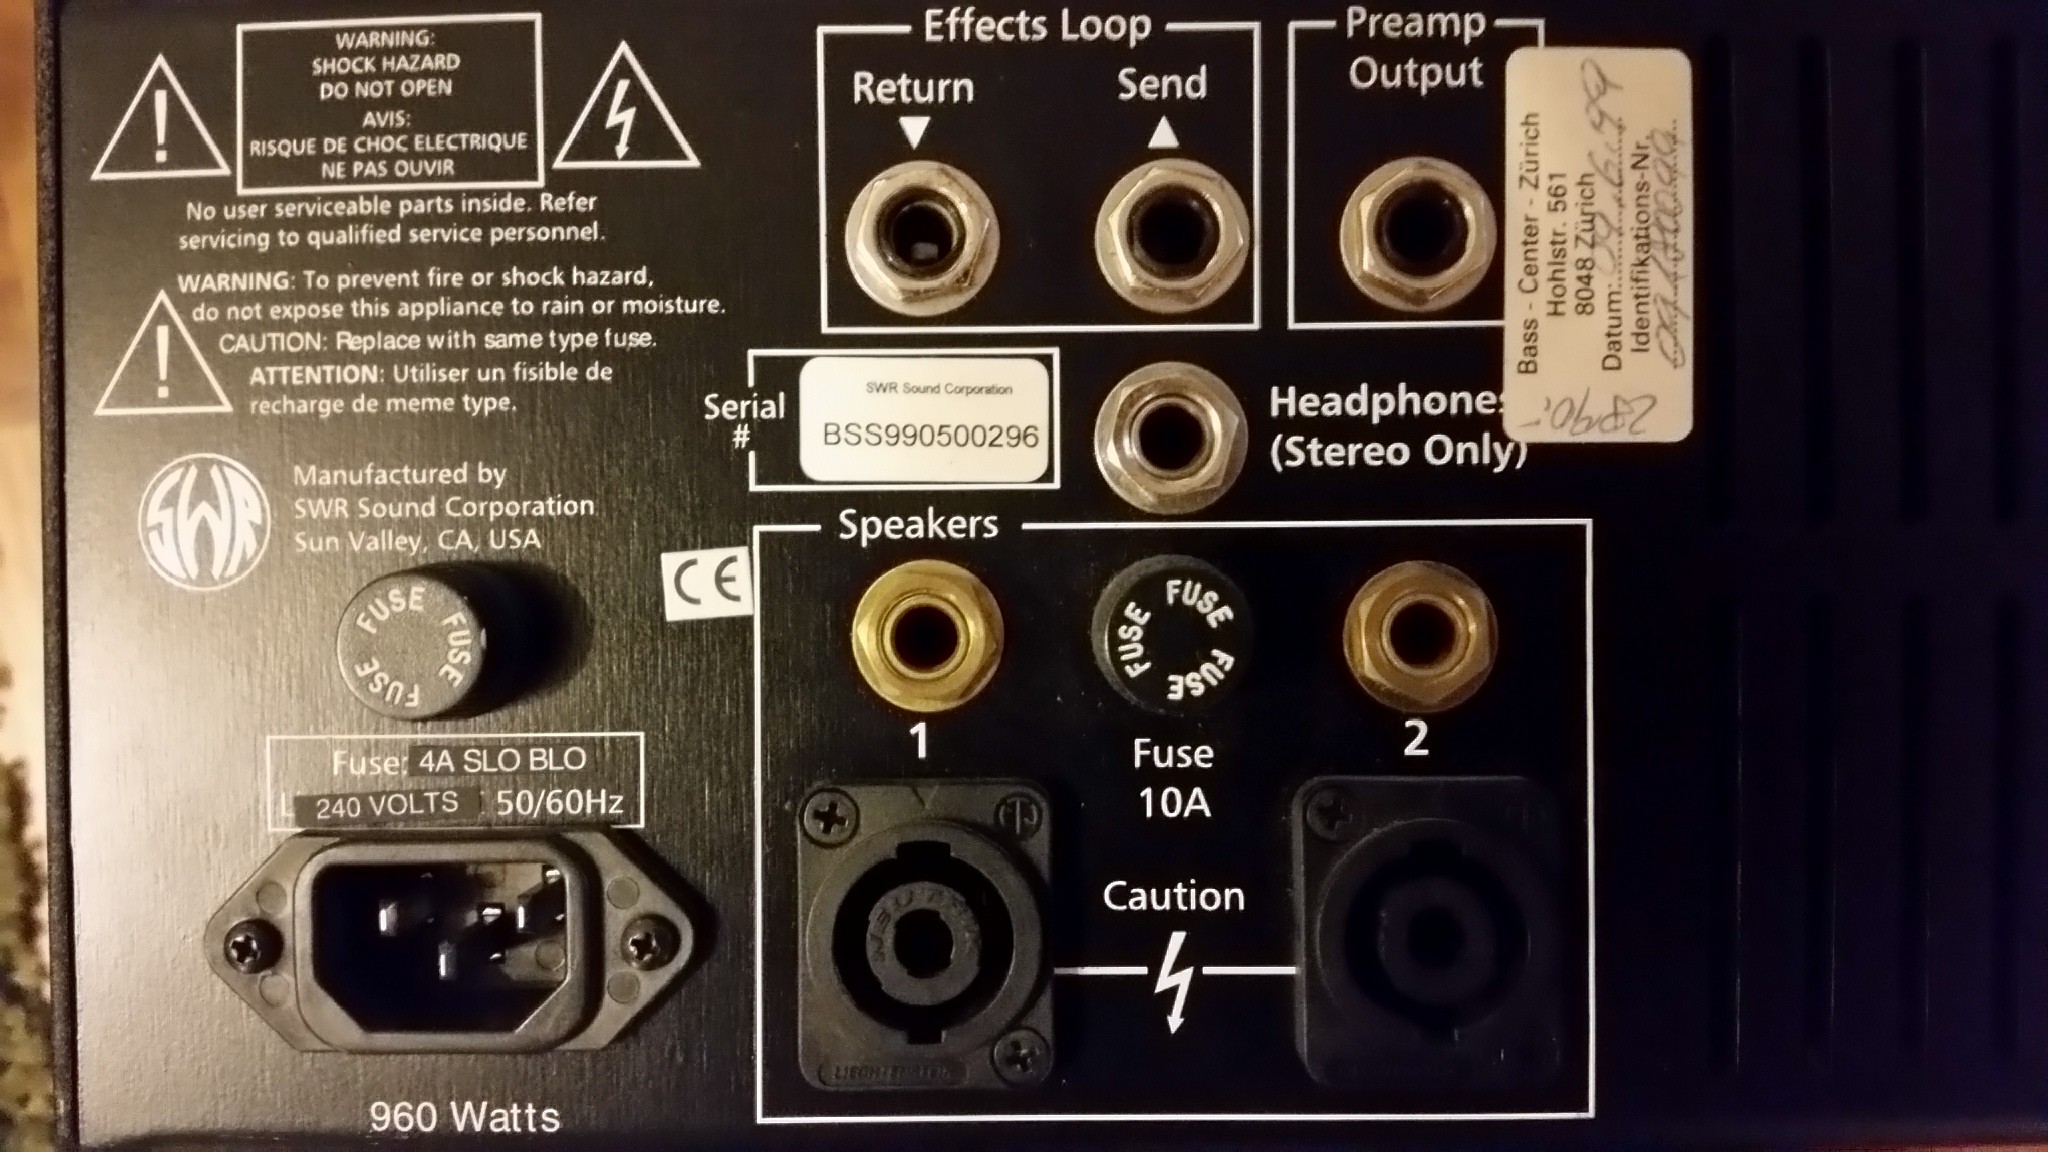 WARNING:
SHOCK HAZARD
DO NOT OPEN
AVIS:
RISQUE DE CHOC ELECTRIQUE
NE PAS OUVRIR
No user serviceable parts inside. Refer
servicing to qualified service personnel.
WARNING: To prevent fire or shock hazard,
do not expose this appliance to rain or moisture.
CAUTION: Replace with same type fuse.
ATTENTION: Utiliser un fisible de
recharge de meme type.
SWR
Manufactured by
SWR Sound Corporation
Sun Valley, CA, USA
FUSE FUSE FUSE
Fuse: 4A SLO BLO
240 VOLTS 50/60Hz
960 Watts
Effects Loop
Return
Send
Preamp
Output
Bass - Center - Zürich
Hohlstr. 561
8048 Zürich
Datum:
Identifikations-Nr.
Serial
#
SWR Sound Corporation
BSS990500296
Headphones
(Stereo Only)
CE
Speakers
FUSE FUSE FUSE
1
2
Fuse
10A
Caution
NEUTRIK
LIECHTENSTEIN